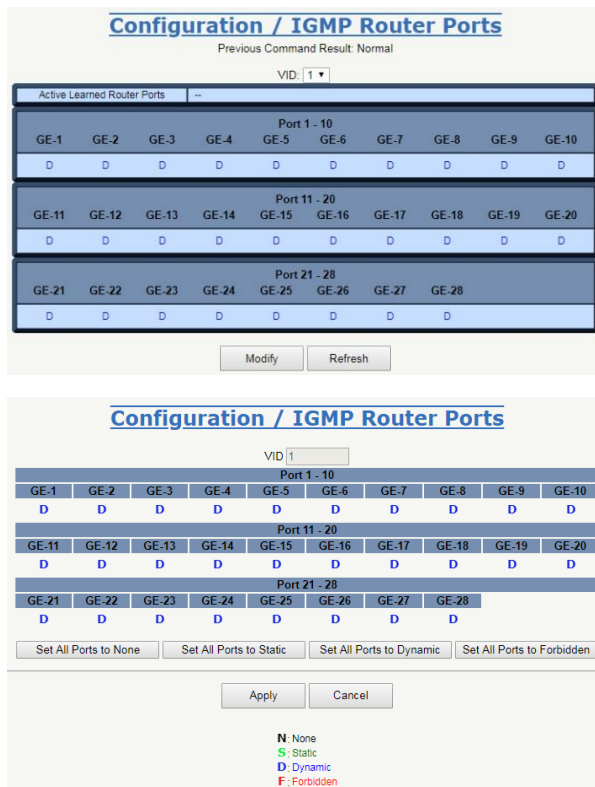 Configuration / IGMP Router Ports
Previous Command Result: Normal
VID: 1
Active Learned Router Ports --
Port 1 - 10
GE-1 GE-2 GE-3 GE-4 GE-5 GE-6 GE-7 GE-8 GE-9 GE-10
D D D D D D D D D D
Port 11 - 20
GE-11 GE-12 GE-13 GE-14 GE-15 GE-16 GE-17 GE-18 GE-19 GE-20
D D D D D D D D D D
Port 21 - 28
GE-21 GE-22 GE-23 GE-24 GE-25 GE-26 GE-27 GE-28
D D D D D D D D
Modify Refresh
Configuration / IGMP Router Ports
VID 1
Port 1 - 10
GE-1 GE-2 GE-3 GE-4 GE-5 GE-6 GE-7 GE-8 GE-9 GE-10
D D D D D D D D D D
Port 11 - 20
GE-11 GE-12 GE-13 GE-14 GE-15 GE-16 GE-17 GE-18 GE-19 GE-20
D D D D D D D D D D
Port 21 - 28
GE-21 GE-22 GE-23 GE-24 GE-25 GE-26 GE-27 GE-28
D D D D D D D D
Set All Ports to None Set All Ports to Static Set All Ports to Dynamic Set All Ports to Forbidden
Apply Cancel
N: None
S: Static
D: Dynamic
F: Forbidden